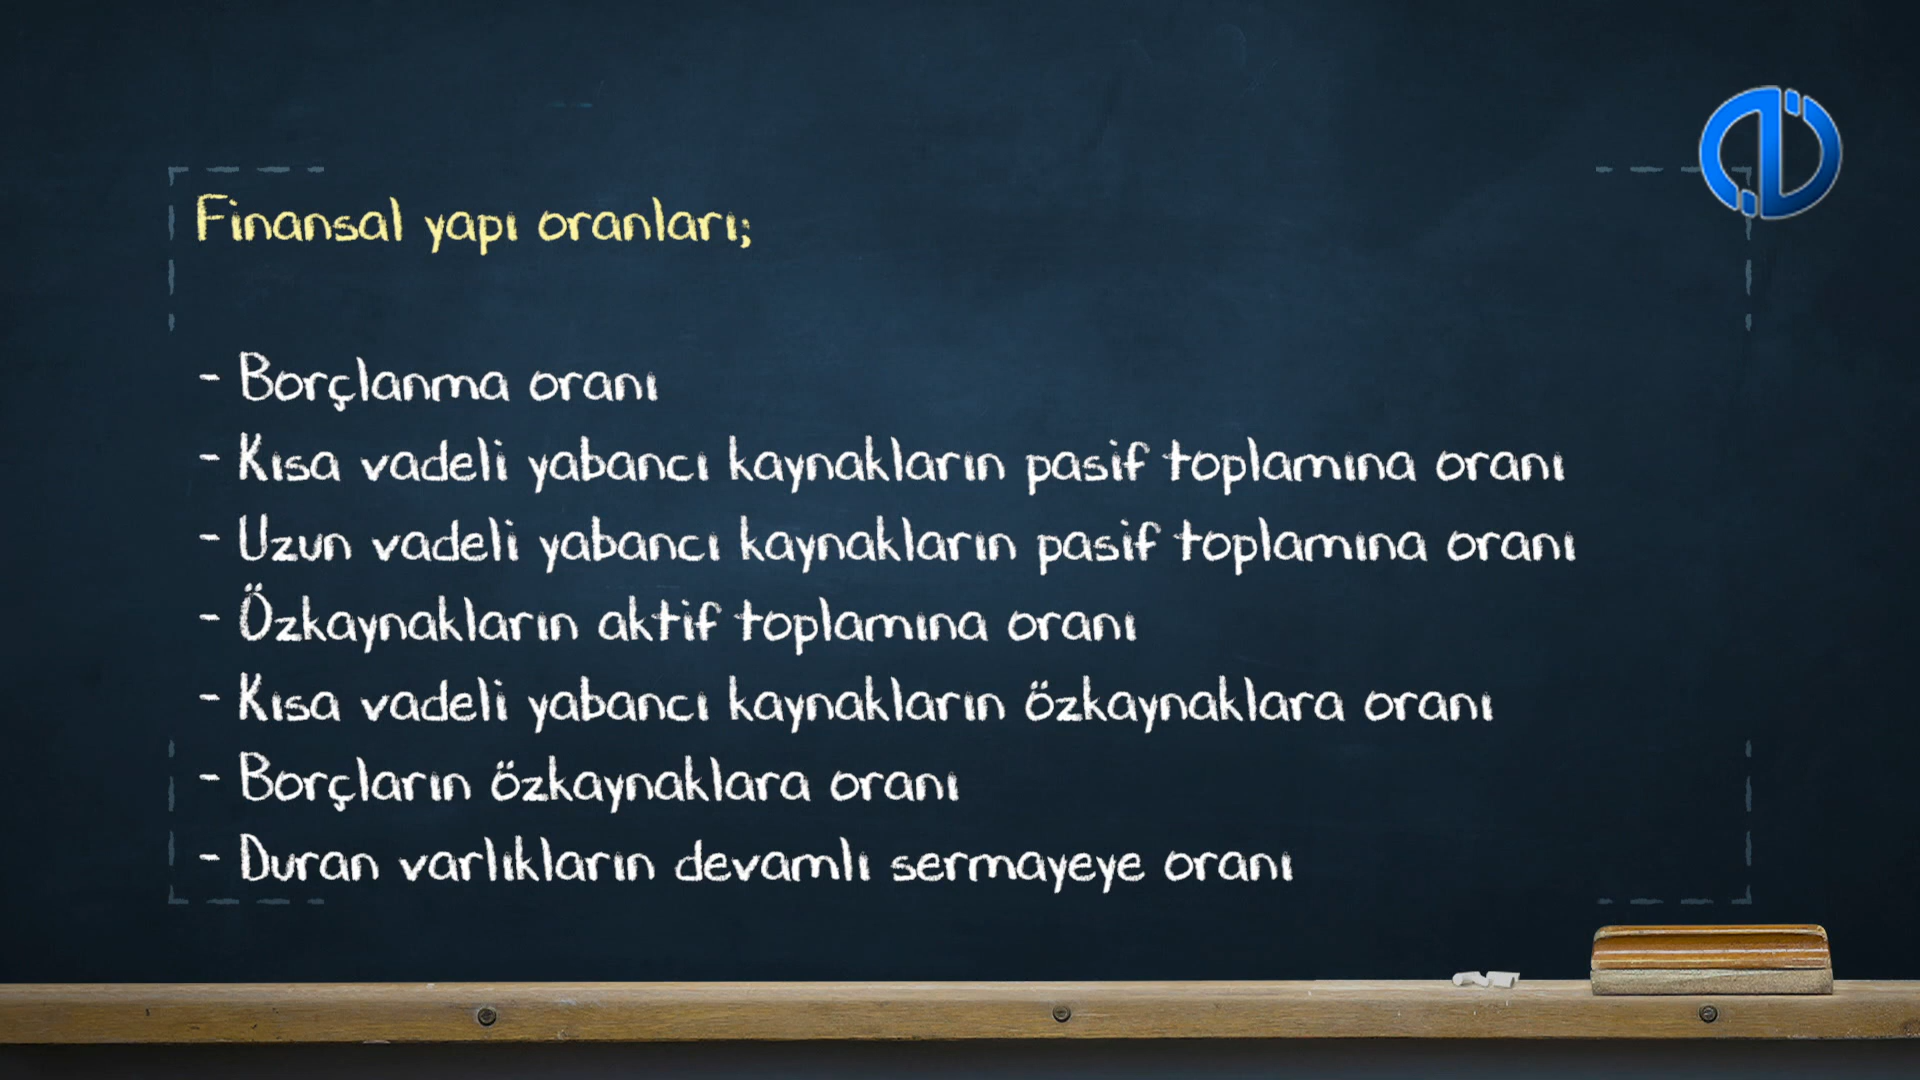 Finansal yapı oranları;
- Borçlanma oranı
- Kısa vadeli yabancı kaynakların pasif toplamına oranı
- Uzun vadeli yabancı kaynakların pasif toplamına oranı
- Özkaynakların aktif toplamına oranı
- Kısa vadeli yabancı kaynakların özkaynaklara oranı
- Borçların özkaynaklara oranı
- Duran varlıkların devamlı sermayeye oranı